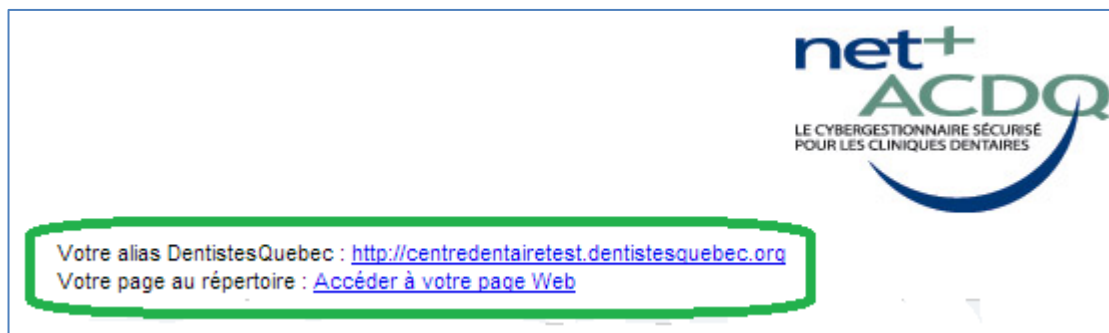 net+
ACDQ
LE CYBERGESTIONNAIRE SÉCURISÉ
POUR LES CLINIQUES DENTAIRES
Votre alias DentistesQuebec : http://centredentairetest.dentistesquebec.org
Votre page au répertoire : Accéder à votre page Web